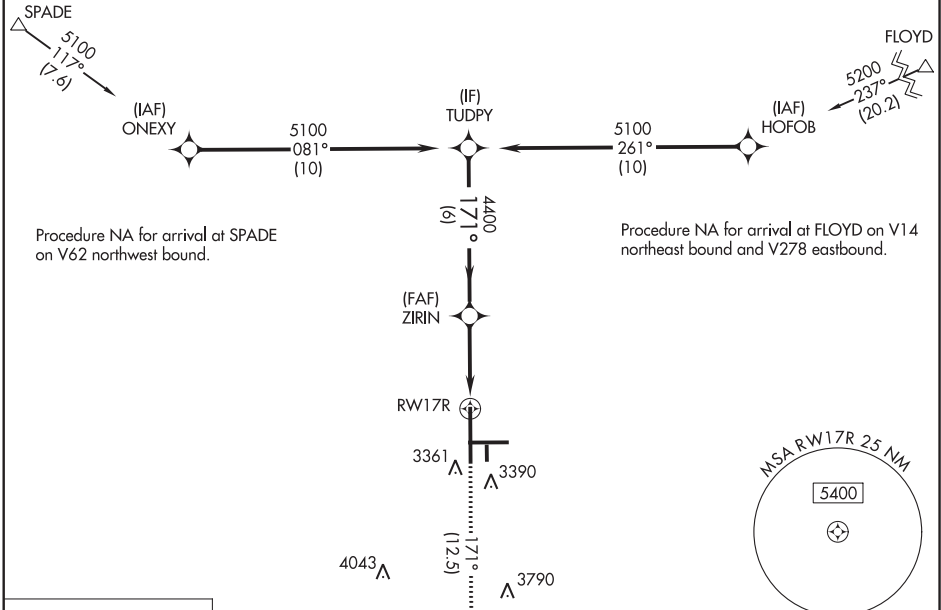 SPADE
5100
117°
(7.6)
(IAF)
ONEXY
5100
081°
(10)
(IF)
TUDPY
5100
261°
(10)
(IAF)
HOFOB
FLOYD
5200
237°
(20.2)
Procedure NA for arrival at SPADE
on V62 northwest bound.
4400
171°
(6)
Procedure NA for arrival at FLOYD on V14
northeast bound and V278 eastbound.
(FAF)
ZIRIN
RW17R
3361
3390
171°
(12.5)
4043
3790
MSA RW17R 25 NM
5400